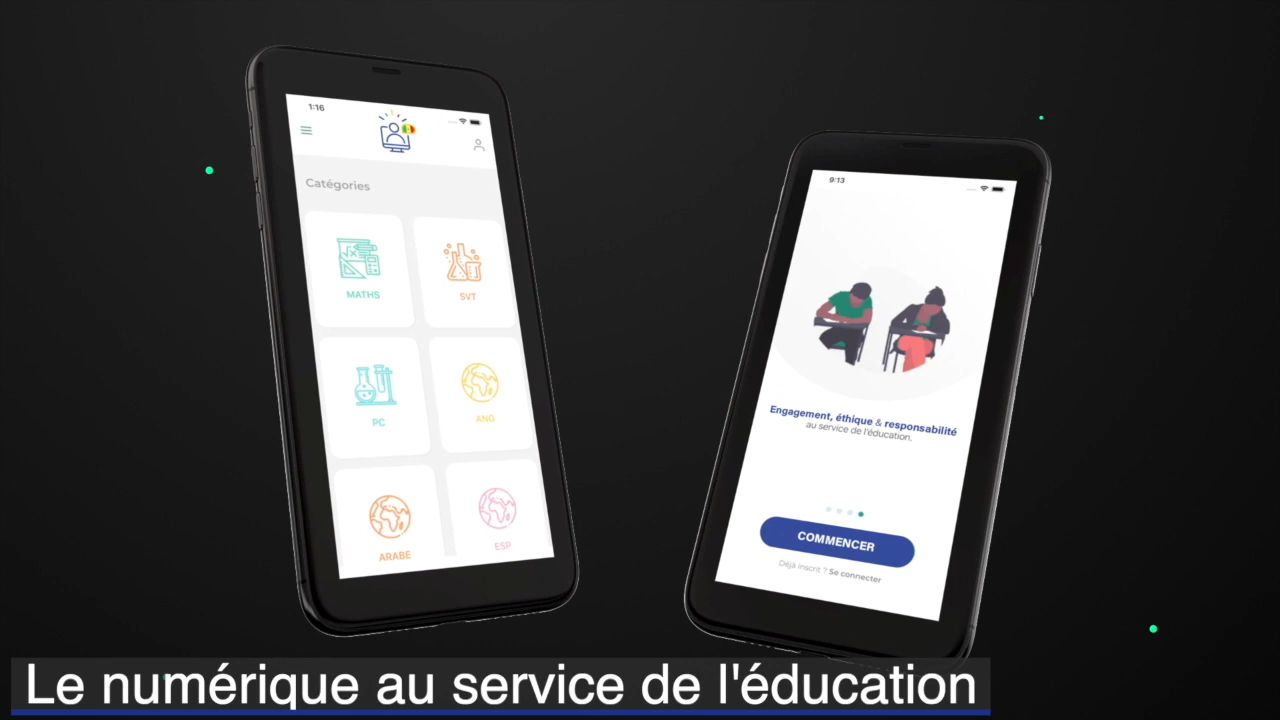 1:16
Catégories
MATHS
SVT
PC
ANG
ARABE
ESP
9:13
Engagement, éthique & responsabilité
au service de l'éducation.
COMMENCER
Déjà inscrit ? Se connecter
Le numérique au service de l'éducation